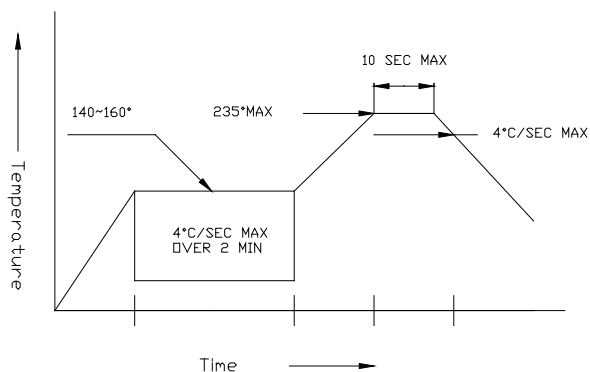 10 SEC MAX
140~160°
235°MAX
4°C/SEC MAX
Temperature
4°C/SEC MAX
OVER 2 MIN
Time